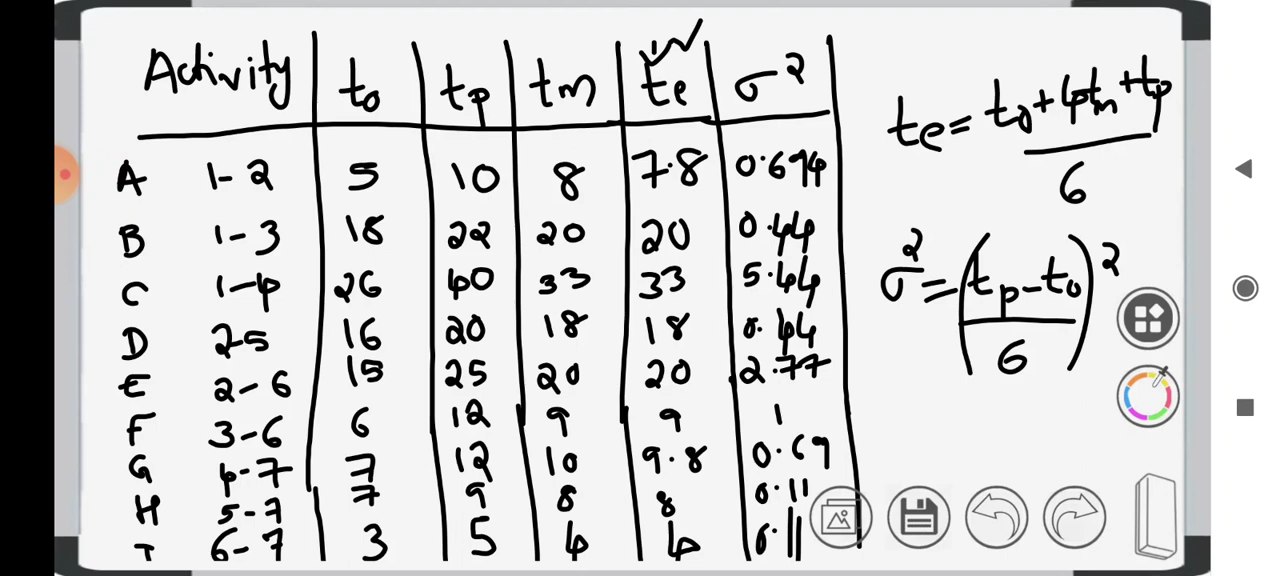 Activity to tp tm te σ²
A 1-2 5 10 8 7.8 0.694
B 1-3 18 22 20 20 0.44
C 1-4 26 40 33 33 5.44
D 2-5 16 20 18 18 0.44
E 2-6 15 25 20 20 2.77
F 3-6 6 12 9 9 1
G 4-7 7 12 10 9.8 0.69
H 5-7 7 9 8 8 0.11
6-7 3 5 4 4 0.11
te = to + 4tm + tp
6
σ² = (tp - to)²
6